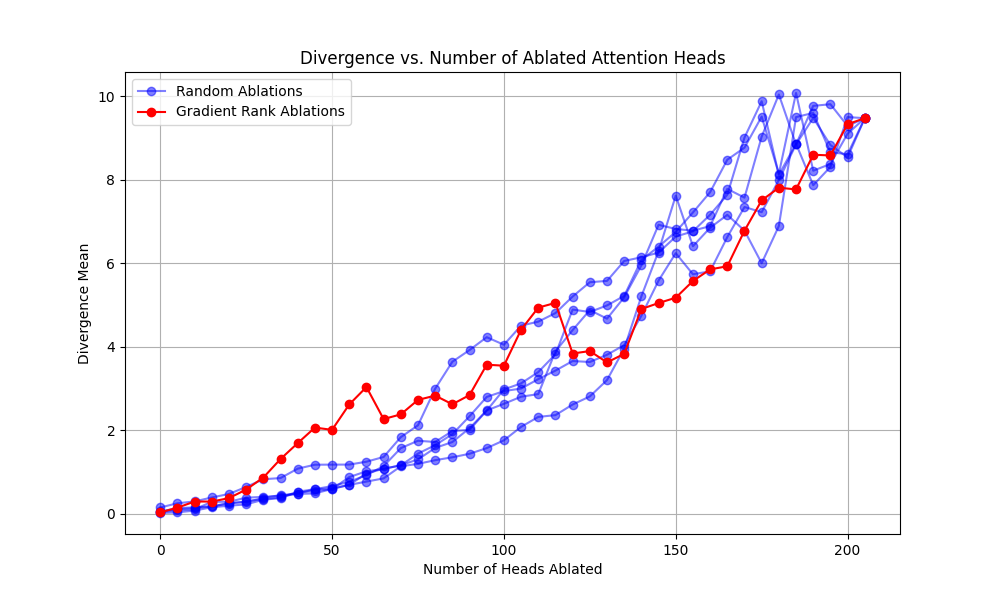 Divergence vs. Number of Ablated Attention Heads
Random Ablations
Gradient Rank Ablations
Divergence Mean
10
8
6
4
2
0
0 50 100 150 200
Number of Heads Ablated